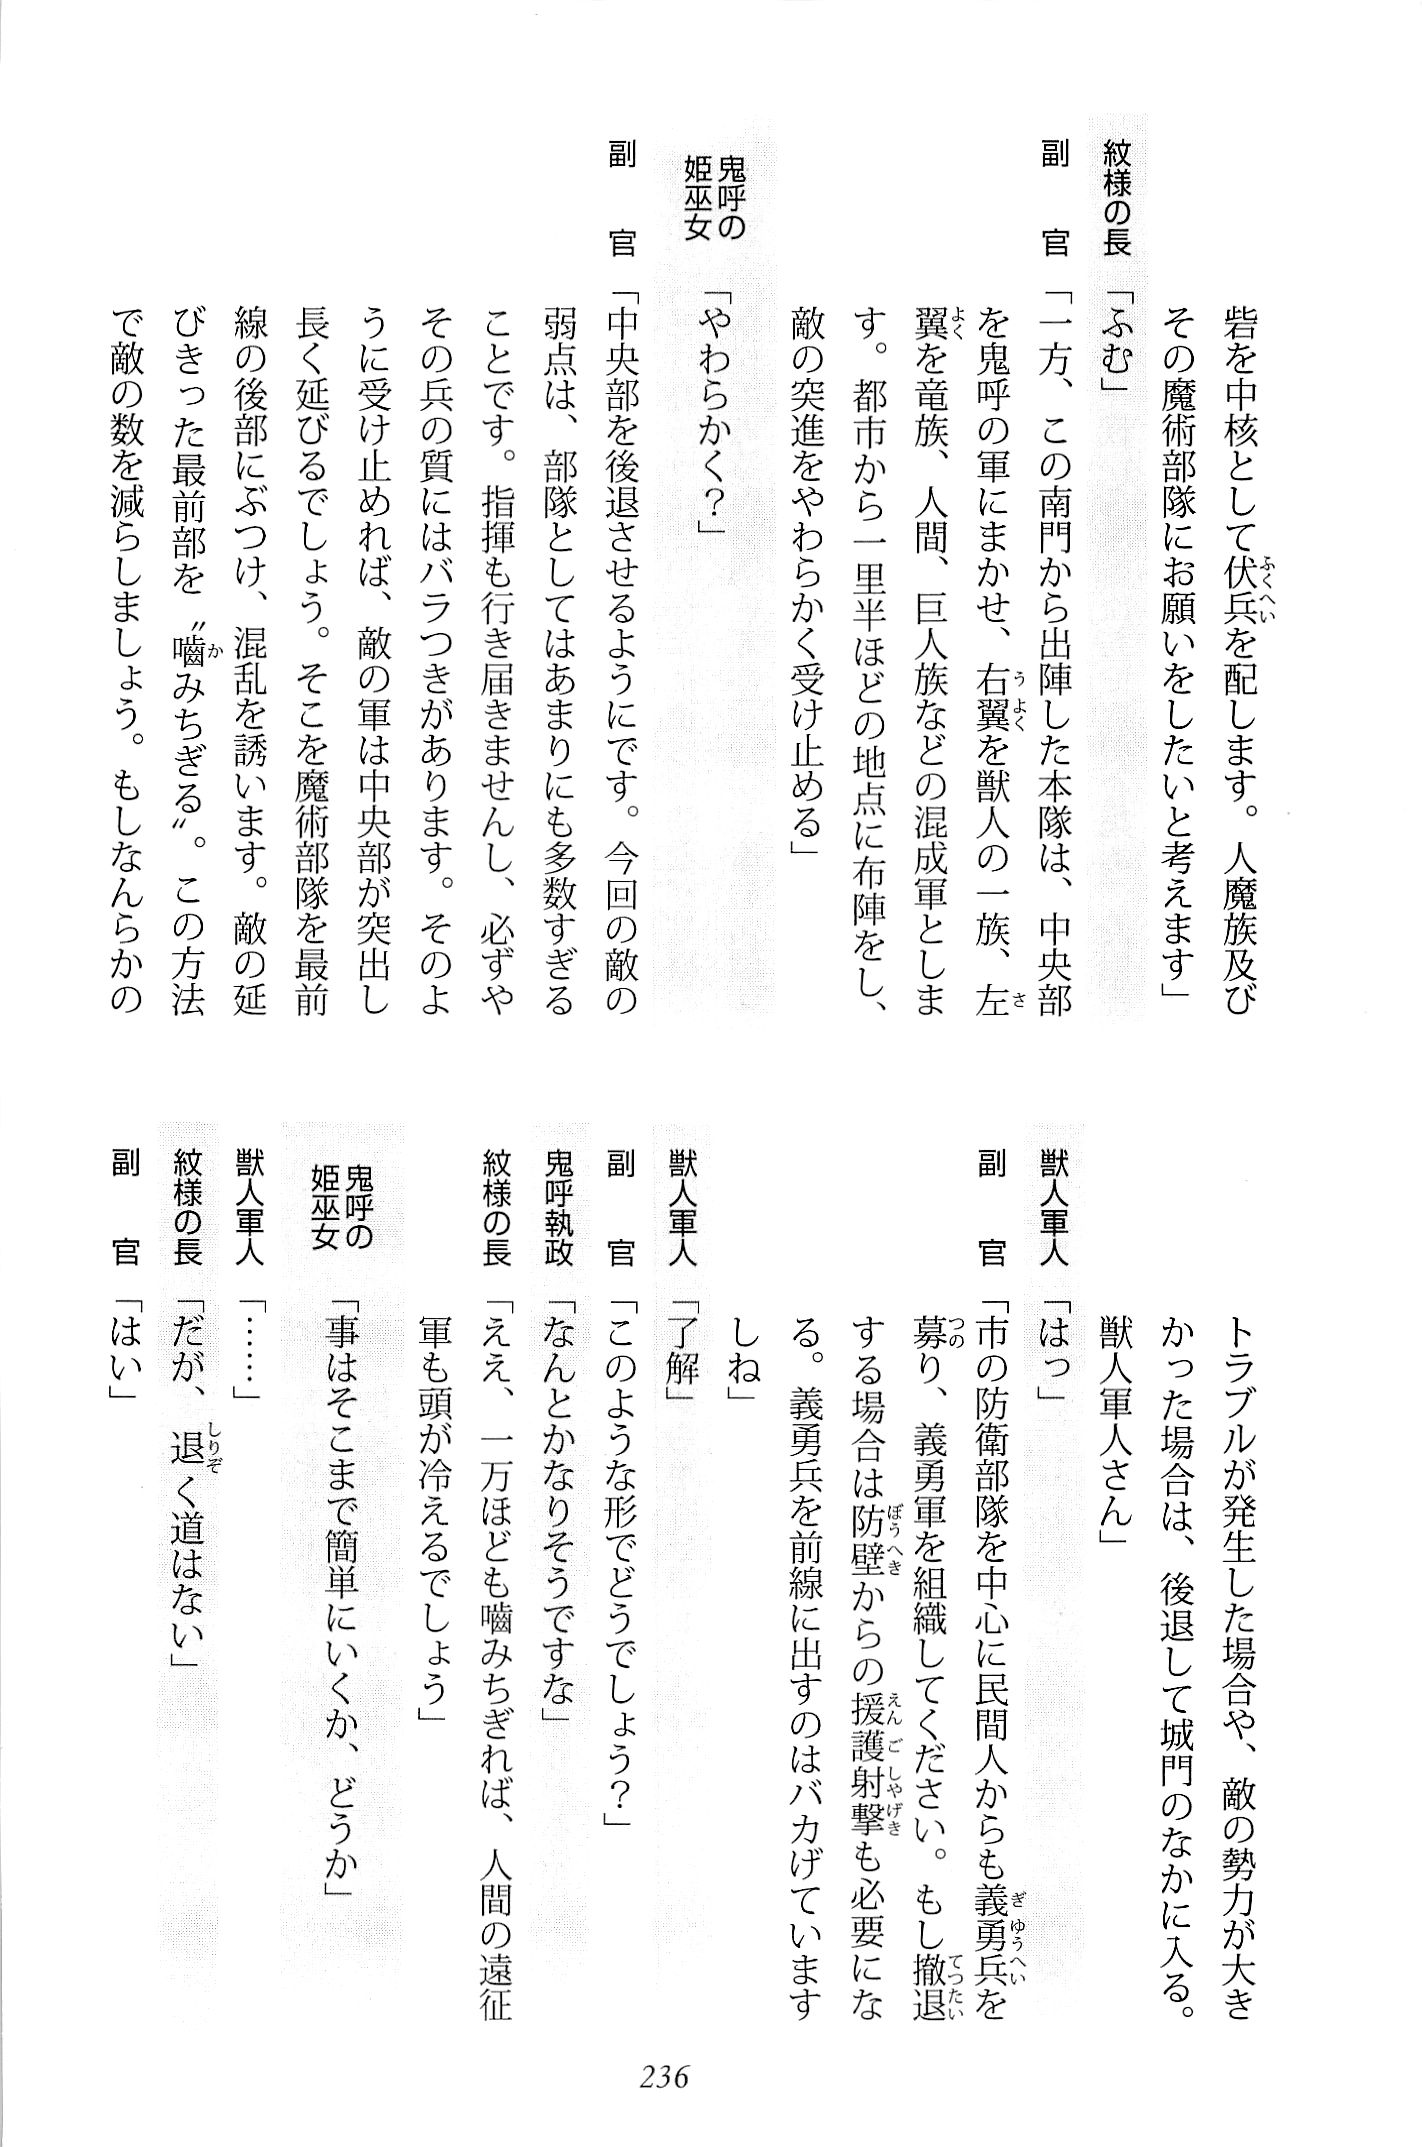 砦を中核として伏兵を配します。人魔族及び
その魔術部隊にお願いをしたいと考えます」
紋様の長「ふむ」
副官「一方、この南門から出陣した本隊は、中央部
を鬼呼の軍にまかせ、右翼を獣人の一族、左
翼を竜族、人間、巨人族などの混成軍としま
す。都市から一里半ほどの地点に布陣をし、
敵の突進をやわらかく受け止める」
鬼呼の
姫巫女「やわらかく？」
副官「中央部を後退させるようにです。今回の敵の
弱点は、部隊としてはあまりにも多数すぎる
ことです。指揮も行き届きませんし、必ずや
その兵の質にはバラつきがあります。そのよ
うに受け止めれば、敵の軍は中央部が突出し
長く延びるでしょう。そこを魔術部隊を最前
線の後部にぶつけ、混乱を誘います。敵の延
びきった最前部を〝嚙みちぎる〟。この方法
で敵の数を減らしましょう。もしなんらかの
トラブルが発生した場合や、敵の勢力が大き
かった場合は、後退して城門のなかに入る。
獣人軍人さん」
獣人軍人「はっ」
副官「市の防衛部隊を中心に民間人からも義勇兵を
募り、義勇軍を組織してください。もし撤退
する場合は防壁からの援護射撃も必要にな
る。義勇兵を前線に出すのはバカげています
しね」
獣人軍人「了解」
副官「このような形でどうでしょう？」
鬼呼執政「なんとかなりそうですな」
紋様の長「ええ、一万ほども嚙みちぎれば、人間の遠征
軍も頭が冷えるでしょう」
鬼呼の
姫巫女「事はそこまで簡単にいくか、どうか」
獣人軍人「……」
紋様の長「だが、退く道はない」
副官「はい」
236